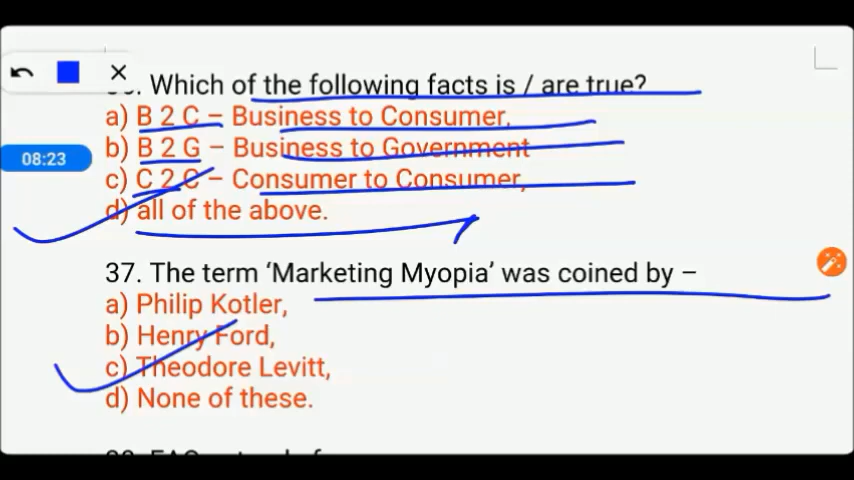 . Which of the following facts is / are true?
a) B 2 C – Business to Consumer,
08:23
b) B 2 G – Business to Government
c) C 2 C – Consumer to Consumer,
d) all of the above.
37. The term ‘Marketing Myopia’ was coined by –
a) Philip Kotler,
b) Henry Ford,
c) Theodore Levitt,
d) None of these.